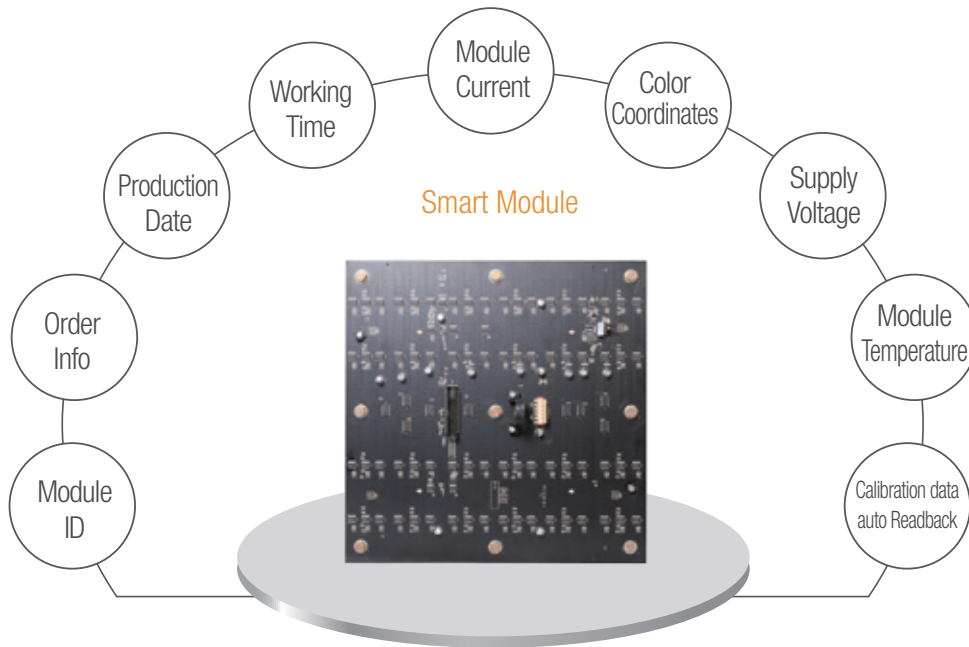 Module
Current
Working
Time
Color
Coordinates
Production
Date
Supply
Voltage
Smart Module
Order
Info
Module
Temperature
Module
ID
Calibration data
auto Readback